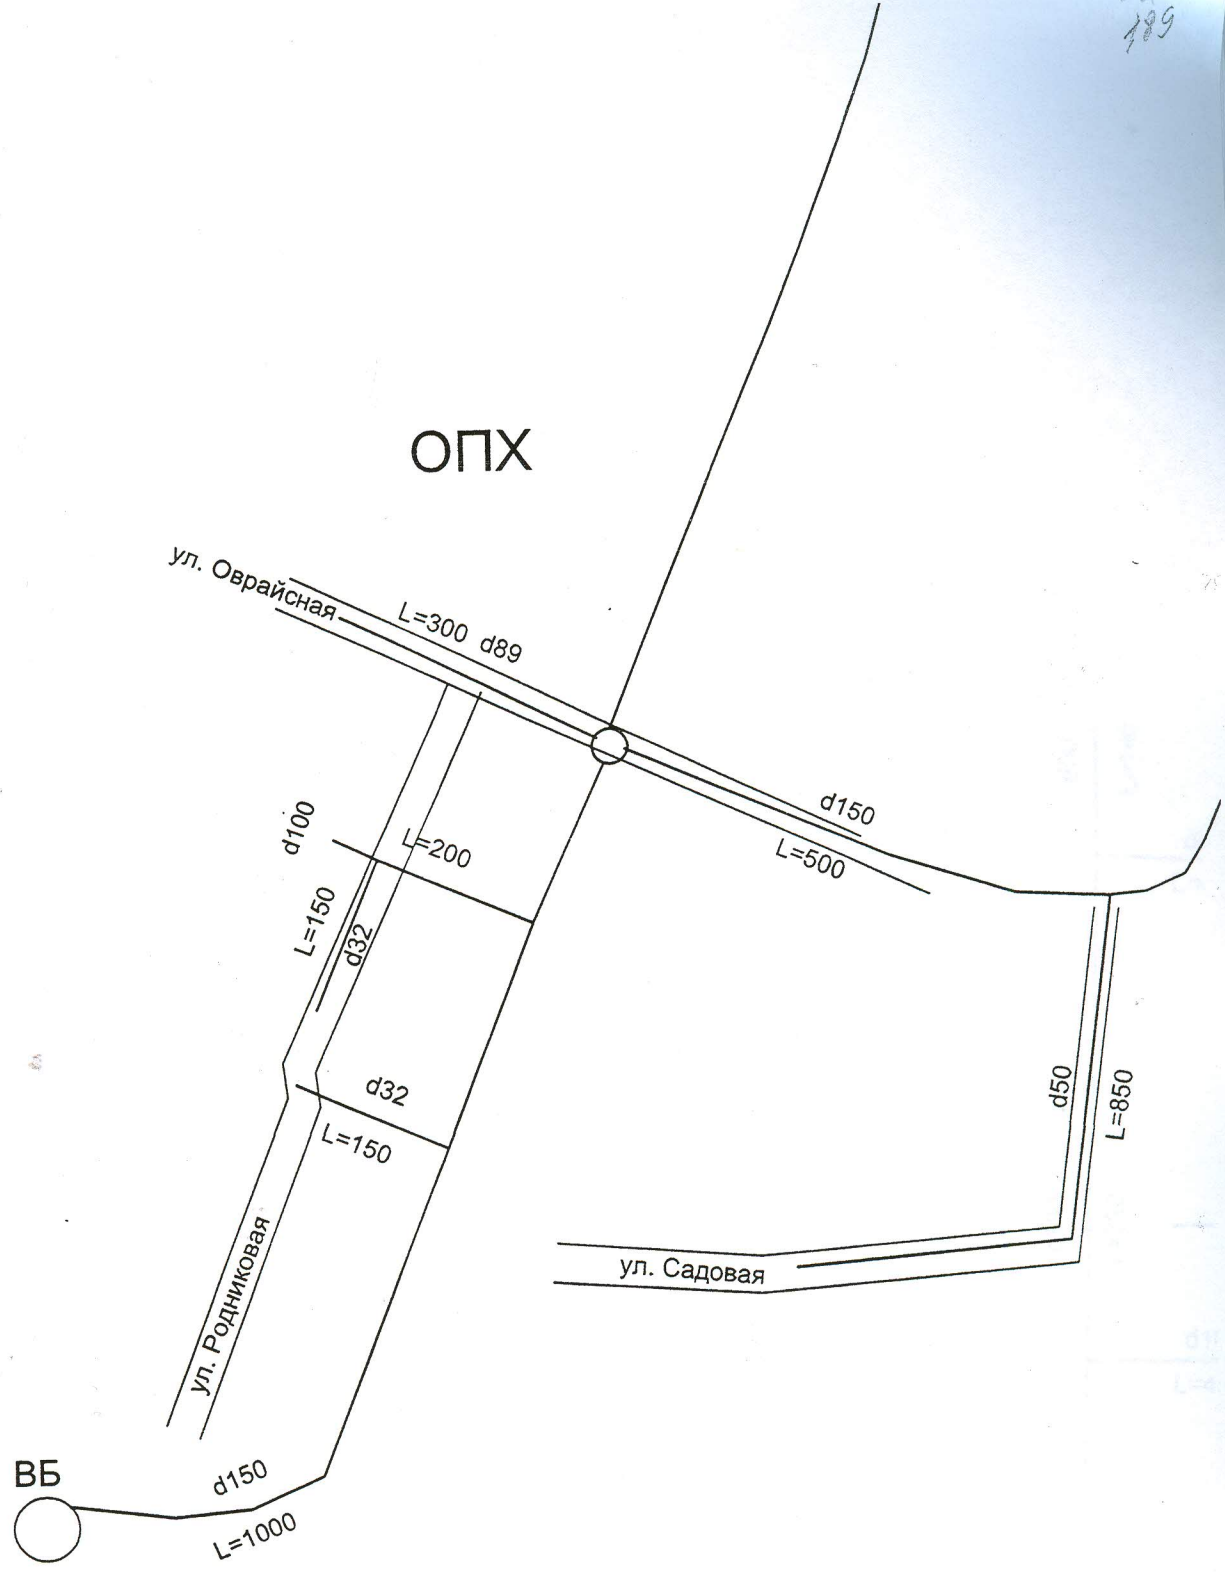 189
ОПХ
ул. Оврайсная
L=300 d89
d150
L=500
d100
L=200
L=150
d32
d32
L=150
d50
L=850
ул. Родниковая
ул. Садовая
ВБ
d150
L=1000